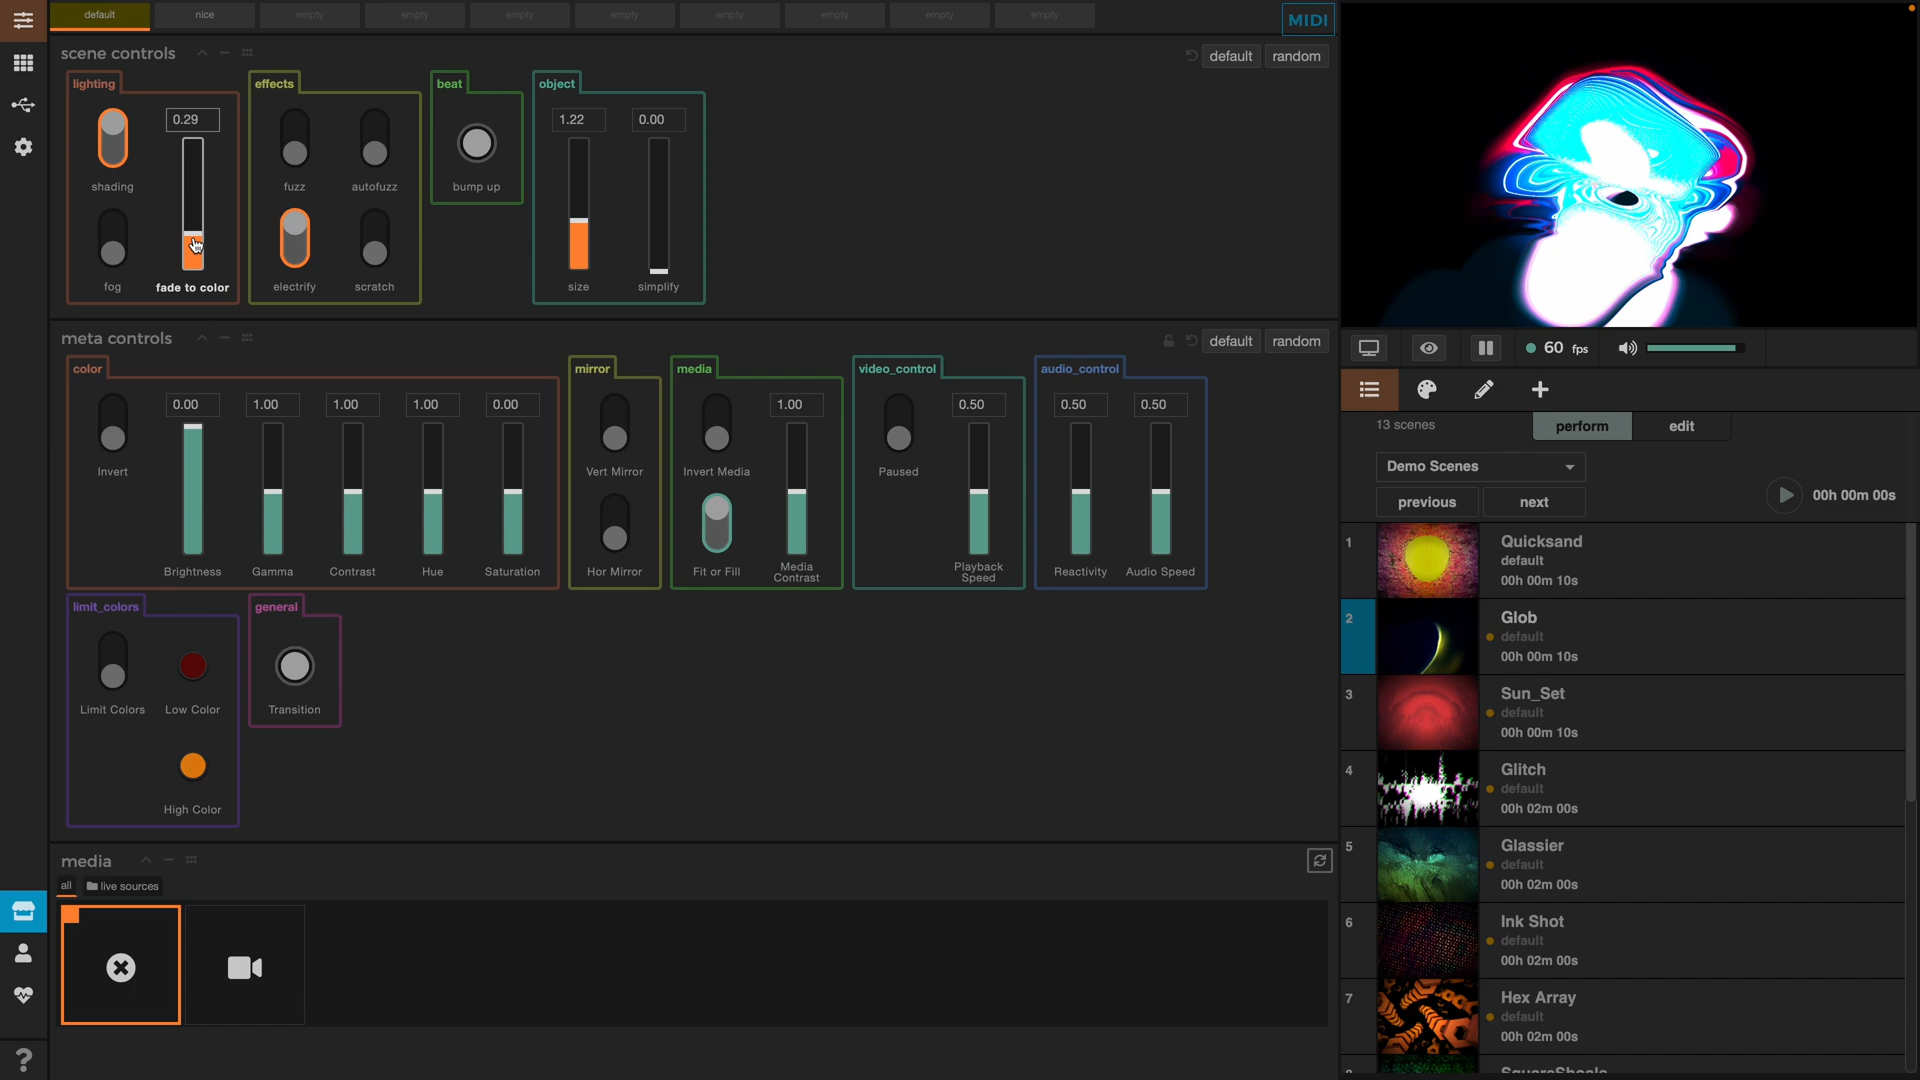 default
nice
empty
empty
empty
empty
empty
empty
empty
empty
MIDI
scene controls
default
random
lighting
effects
beat
object
0.29
1.22
0.00
shading
fuzz
autofuzz
bump up
fog
fade to color
electrify
scratch
size
simplify
meta controls
default
random
color
mirror
media
video_control
audio_control
0.00
1.00
1.00
1.00
0.00
1.00
0.50
0.50
0.50
Invert
Vert Mirror
Invert Media
Paused
Brightness
Gamma
Contrast
Hue
Saturation
Hor Mirror
Fit or Fill
Media
Contrast
Playback
Speed
Reactivity
Audio Speed
limit_colors
general
Limit Colors
Low Color
Transition
High Color
media
all
live sources
60 fps
13 scenes
perform
edit
Demo Scenes
previous
next
00h 00m 00s
1
Quicksand
default
00h 00m 10s
2
Glob
default
00h 00m 10s
3
Sun_Set
default
00h 00m 10s
4
Glitch
default
00h 02m 00s
5
Glassier
default
00h 02m 00s
6
Ink Shot
default
00h 02m 00s
7
Hex Array
default
00h 02m 00s